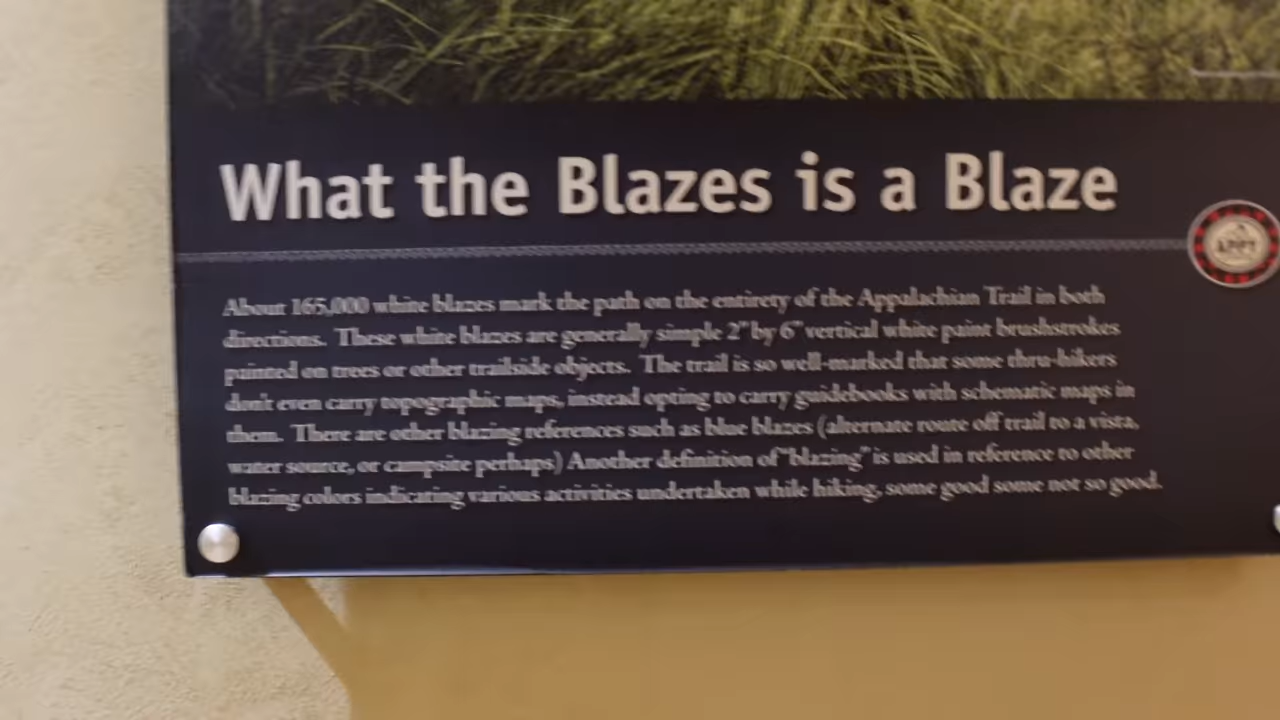 What the Blazes is a Blaze
APPY
About 165,000 white blazes mark the path on the entirety of the Appalachian Trail in both
directions. These white blazes are generally simple 2" by 6" vertical white paint brushstrokes
painted on trees or other trailside objects. The trail is so well-marked that some thru-hikers
don't even carry topographic maps, instead opting to carry guidebooks with schematic maps in
them. There are other blazing references such as blue blazes (alternate route off trail to a vista,
water source, or campsite perhaps) Another definition of "blazing" is used in reference to other
blazing colors indicating various activities undertaken while hiking, some good some not so good.